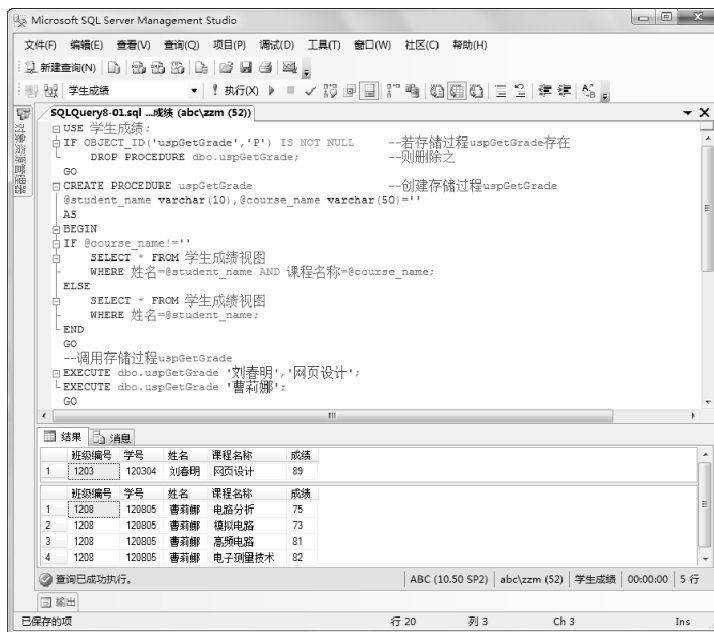 Microsoft SQL Server Management Studio
文件(F) 编辑(E) 查看(V) 查询(Q) 项目(P) 调试(D) 工具(T) 窗口(W) 社区(C) 帮助(H)
新建查询(N)
学生成绩 执行(X)
SQLQuery8-01.sql ...成绩 (abc\zzm (52))
对象资源管理器
USE 学生成绩;
IF OBJECT_ID('uspGetGrade','P') IS NOT NULL --若存储过程uspGetGrade存在
DROP PROCEDURE dbo.uspGetGrade; --则删除之
GO
CREATE PROCEDURE uspGetGrade --创建存储过程uspGetGrade
@student_name varchar(10),@course_name varchar(50)=''
AS
BEGIN
IF @course_name!=''
SELECT * FROM 学生成绩视图
WHERE 姓名=@student_name AND 课程名称=@course_name;
ELSE
SELECT * FROM 学生成绩视图
WHERE 姓名=@student_name;
END
GO
--调用存储过程uspGetGrade
EXECUTE dbo.uspGetGrade '刘春明','网页设计';
EXECUTE dbo.uspGetGrade '曹莉娜';
GO
结果 消息
班级编号 学号 姓名 课程名称 成绩
1 1203 120304 刘春明 网页设计 89
班级编号 学号 姓名 课程名称 成绩
1 1208 120805 曹莉娜 电路分析 75
2 1208 120805 曹莉娜 模拟电路 73
3 1208 120805 曹莉娜 高频电路 81
4 1208 120805 曹莉娜 电子测量技术 82
查询已成功执行。 ABC (10.50 SP2) abc\zzm (52) 学生成绩 00:00:00 5 行
输出
已保存的项 行 20 列 3 Ch 3 Ins